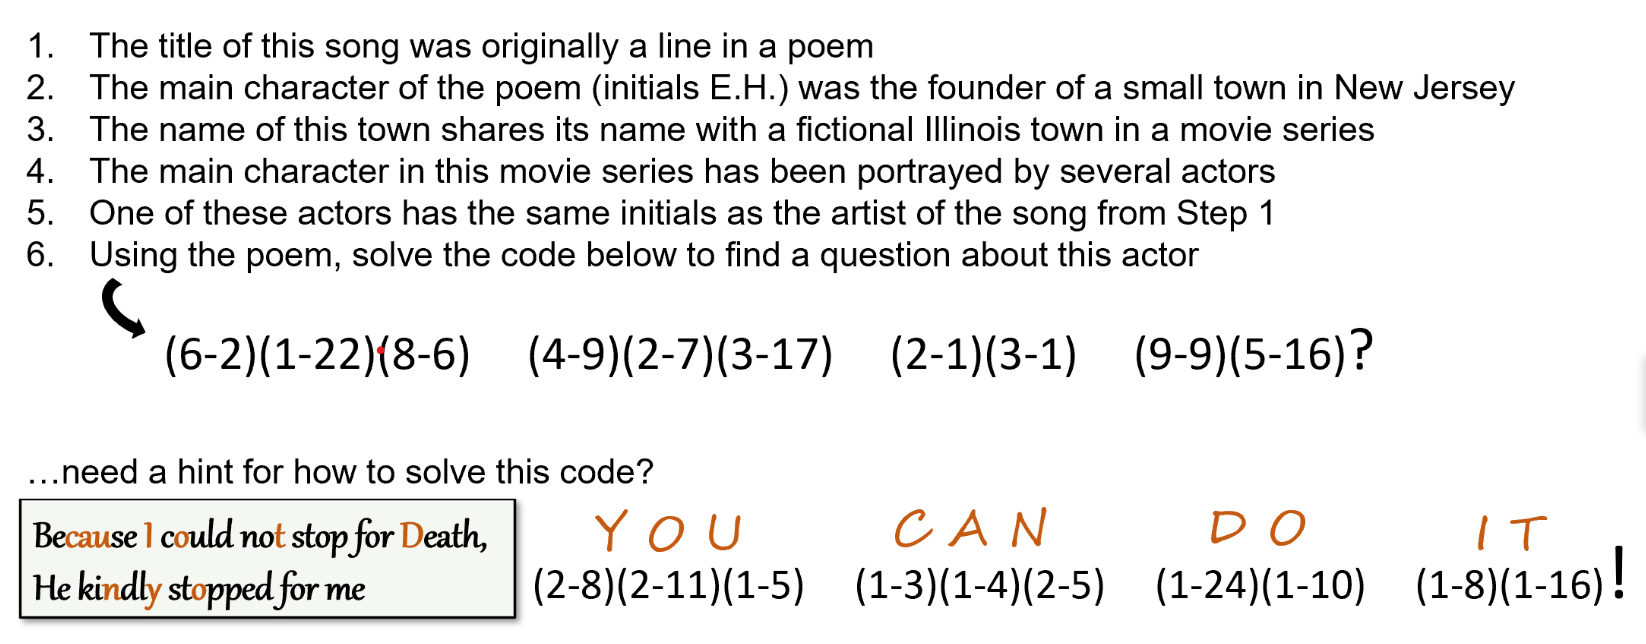 1. The title of this song was originally a line in a poem
2. The main character of the poem (initials E.H.) was the founder of a small town in New Jersey
3. The name of this town shares its name with a fictional Illinois town in a movie series
4. The main character in this movie series has been portrayed by several actors
5. One of these actors has the same initials as the artist of the song from Step 1
6. Using the poem, solve the code below to find a question about this actor
(6-2)(1-22)(8-6) (4-9)(2-7)(3-17) (2-1)(3-1) (9-9)(5-16)?
...need a hint for how to solve this code?
Because I could not stop for Death,
He kindly stopped for me
YOU CAN DO IT
(2-8)(2-11)(1-5) (1-3)(1-4)(2-5) (1-24)(1-10) (1-8)(1-16)!